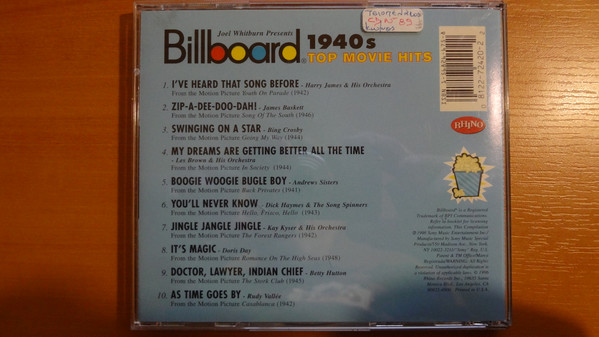 Joel Whitburn Presents
Billboard® 1940s
TOP MOVIE HITS
1. I'VE HEARD THAT SONG BEFORE - Harry James & His Orchestra
From the Motion Picture Youth On Parade (1942)
2. ZIP-A-DEE-DOO-DAH! - James Baskett
From the Motion Picture Song Of The South (1946)
3. SWINGING ON A STAR - Bing Crosby
From the Motion Picture Going My Way (1944)
4. MY DREAMS ARE GETTING BETTER ALL THE TIME
- Les Brown & His Orchestra
From the Motion Picture In Society (1944)
5. BOOGIE WOOGIE BUGLE BOY - Andrews Sisters
From the Motion Picture Buck Privates (1941)
6. YOU'LL NEVER KNOW - Dick Haymes & The Song Spinners
From the Motion Picture Hello, Frisco, Hello (1943)
7. JINGLE JANGLE JINGLE - Kay Kyser & His Orchestra
From the Motion Picture The Forest Rangers (1942)
8. IT'S MAGIC - Doris Day
From the Motion Picture Romance On The High Seas (1948)
9. DOCTOR, LAWYER, INDIAN CHIEF - Betty Hutton
From the Motion Picture The Stork Club (1945)
10. AS TIME GOES BY - Rudy Vallée
From the Motion Picture Casablanca (1942)
RHINO
Billboard® is a Registered
Trademark of BPI Communications.